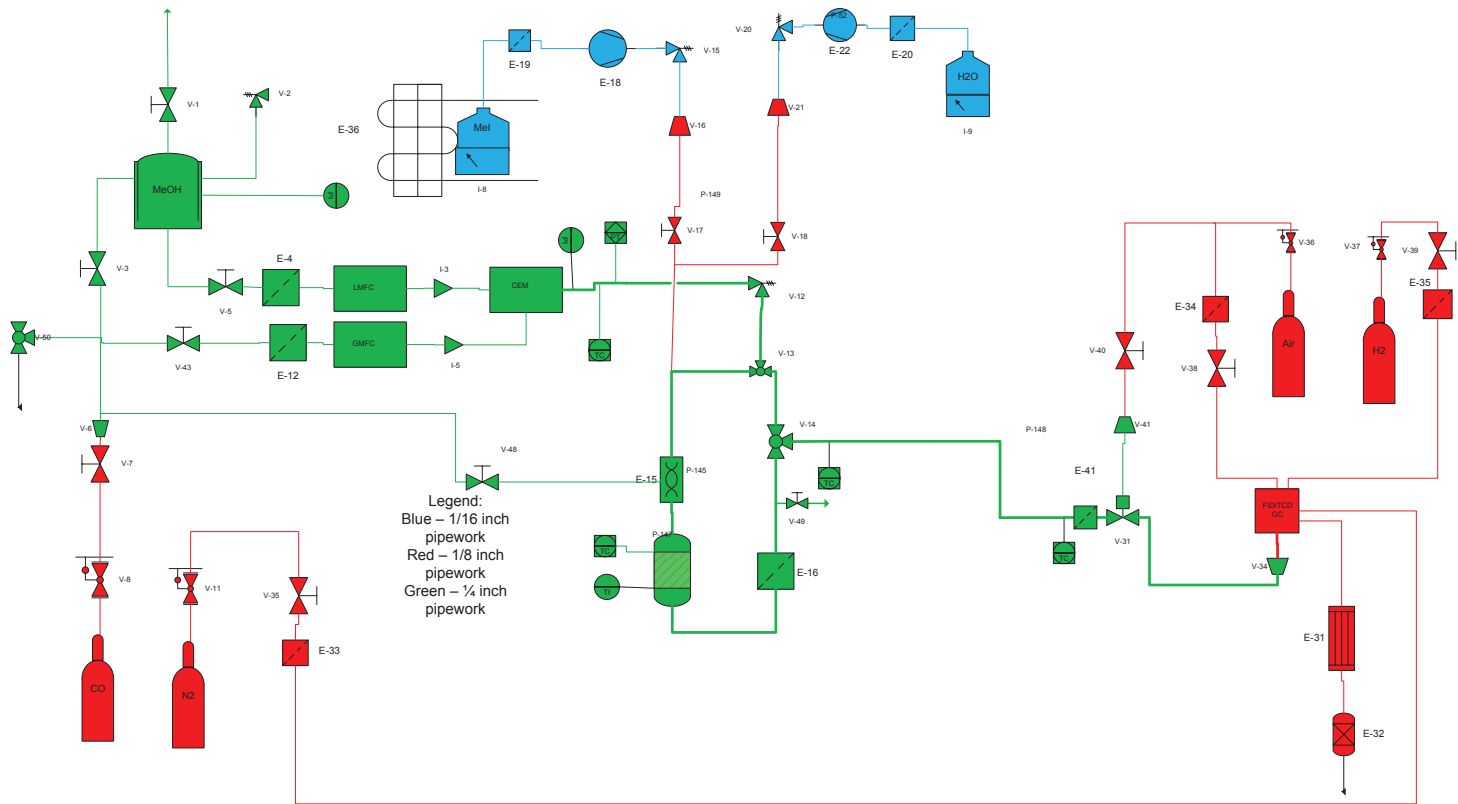 V-20
P-52
E-22
E-20
H2O
I-9
E-19
E-18
V-15
V-1
V-2
E-36
MeI
I-8
V-16
V-21
MeOH
P-149
V-17
V-18
V-3
E-4
V-5
LMFC
I-3
CEM
V-12
V-50
V-43
E-12
GMFC
I-5
TC
V-13
V-36
V-37
V-39
E-34
E-35
V-40
V-38
Air
H2
V-6
V-7
V-48
V-14
P-148
V-41
E-15
P-145
TC
E-41
Legend:
Blue – 1/16 inch
pipework
Red – 1/8 inch
pipework
Green – ¼ inch
pipework
V-49
FID/TCD
GC
V-31
TC
V-34
TC
TI
E-16
V-8
V-11
V-35
E-33
CO
N2
E-31
E-32